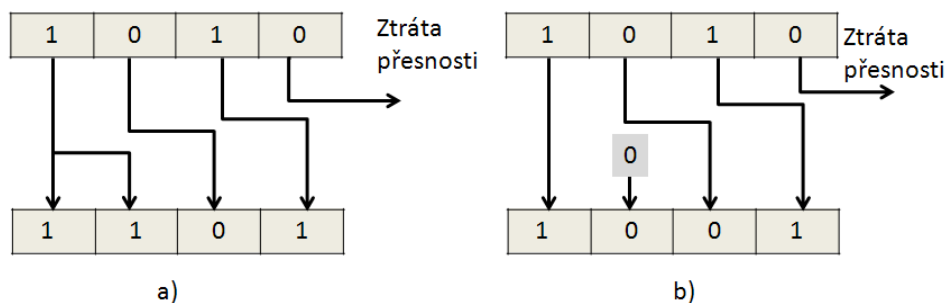 1 0 1 0
Ztráta
přesnosti
1 1 0 1
a)
1 0 1 0
Ztráta
přesnosti
0
1 0 0 1
b)